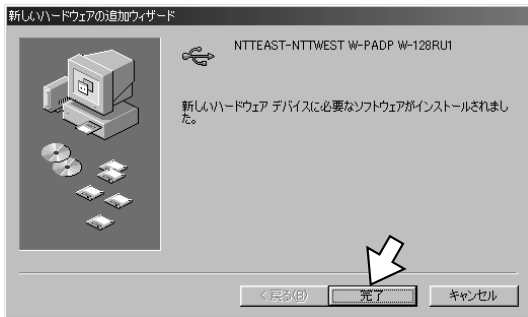 新しいハードウェアの追加ウィザード
NTTEAST-NTTWEST W-PADP W-128RU1
新しいハードウェア デバイスに必要なソフトウェアがインストールされまし
た。
< 戻る(B)
完了
キャンセル